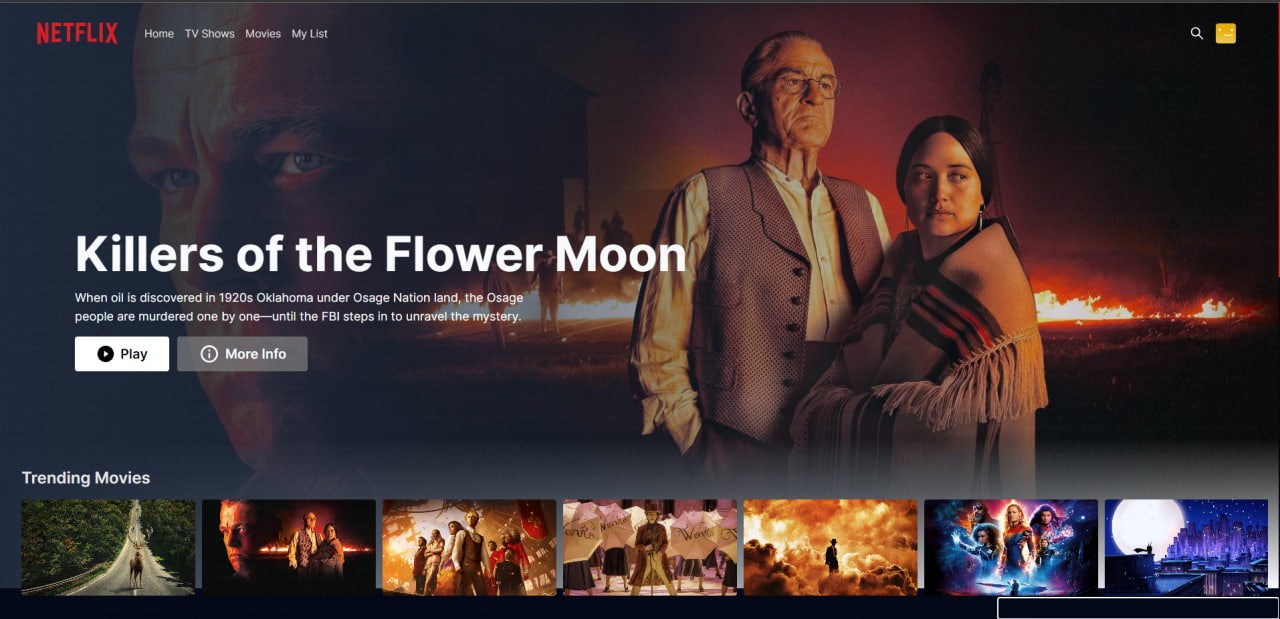 NETFLIX
Home TV Shows Movies My List
Killers of the Flower Moon
When oil is discovered in 1920s Oklahoma under Osage Nation land, the Osage
people are murdered one by one—until the FBI steps in to unravel the mystery.
Play More Info
Trending Movies